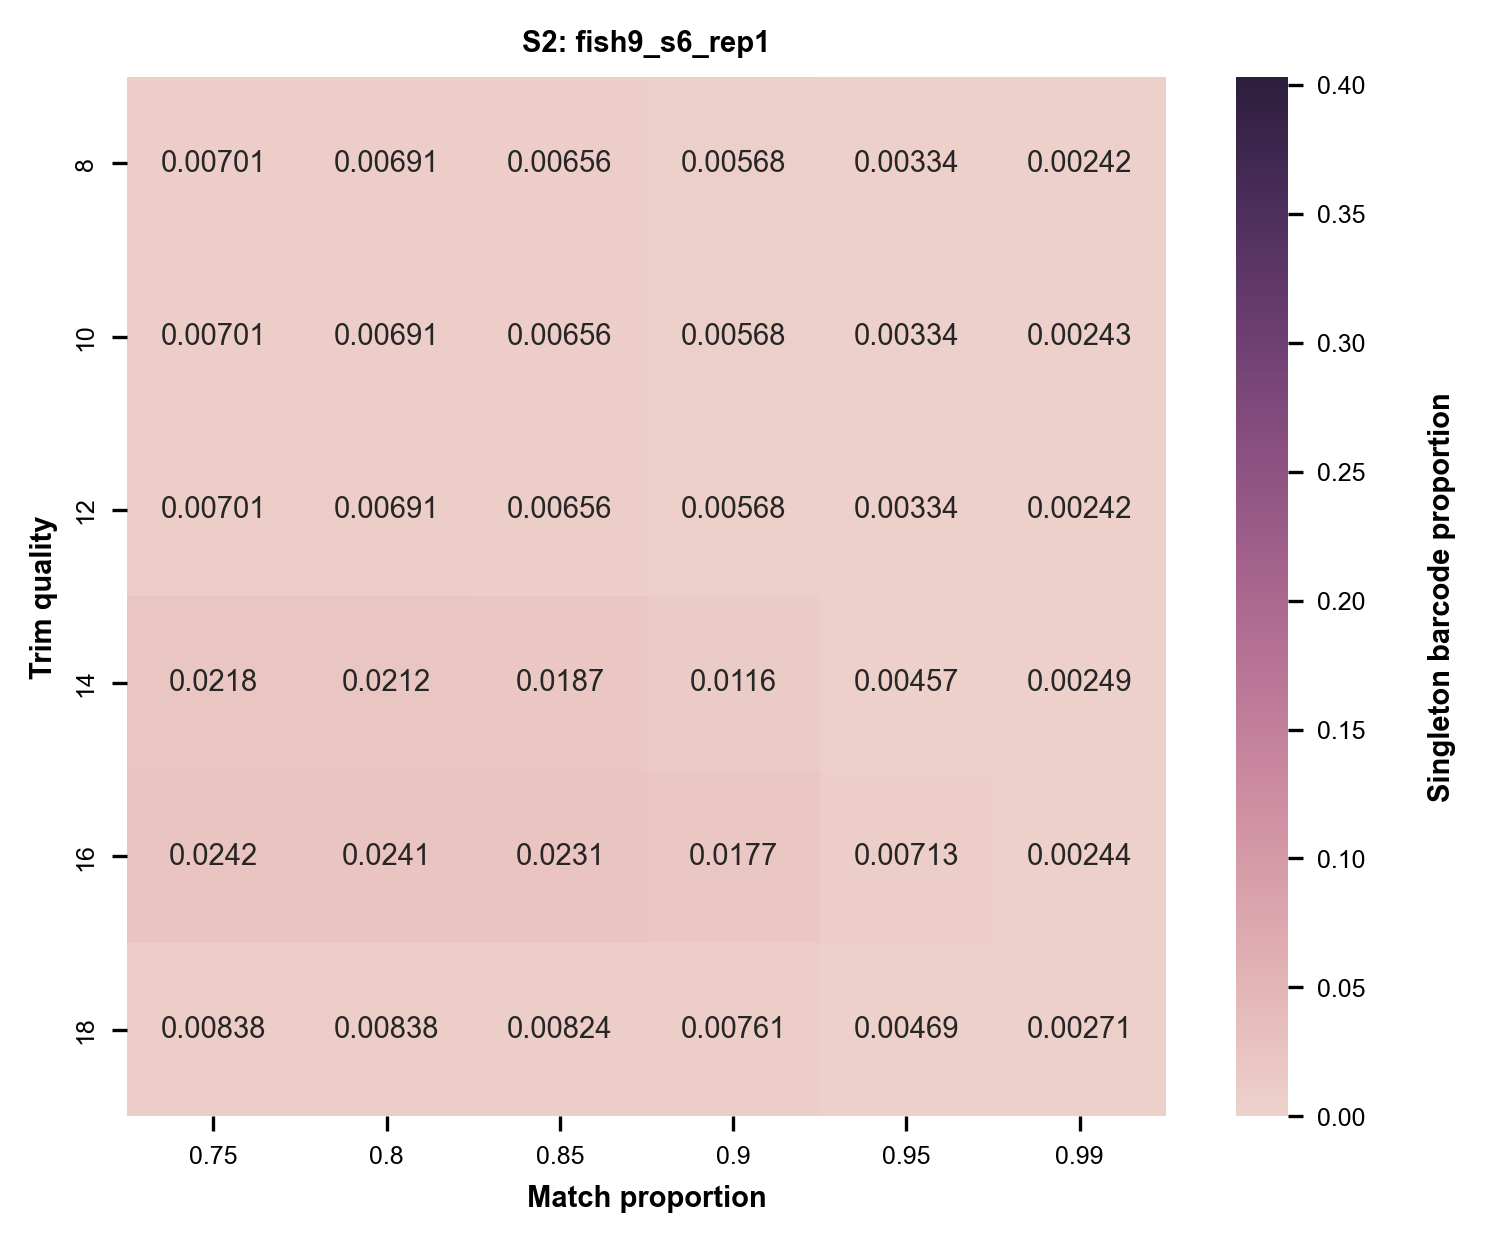 S2: fish9_s6_rep1
Trim quality
8
0.00701 0.00691 0.00656 0.00568 0.00334 0.00242
10
0.00701 0.00691 0.00656 0.00568 0.00334 0.00243
12
0.00701 0.00691 0.00656 0.00568 0.00334 0.00242
14
0.0218 0.0212 0.0187 0.0116 0.00457 0.00249
16
0.0242 0.0241 0.0231 0.0177 0.00713 0.00244
18
0.00838 0.00838 0.00824 0.00761 0.00469 0.00271
0.75 0.8 0.85 0.9 0.95 0.99
Match proportion
0.40
0.35
0.30
0.25
0.20
0.15
0.10
0.05
0.00
Singleton barcode proportion